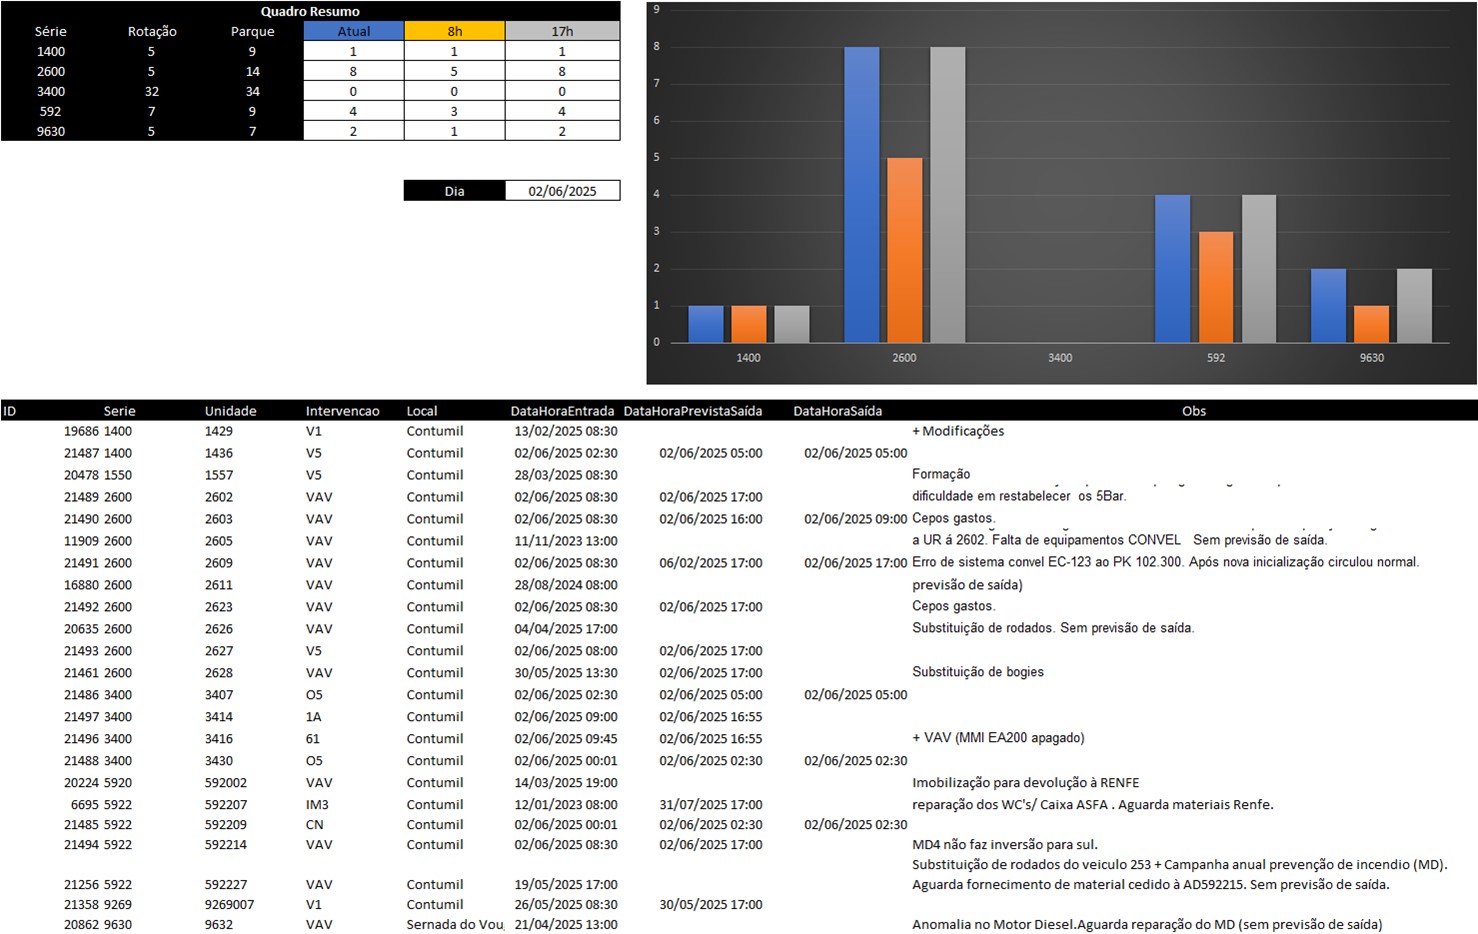 Quadro Resumo
Série Rotação Parque Atual 8h 17h
1400 5 9 1 1 1
2600 5 14 8 5 8
3400 32 34 0 0 0
592 7 9 4 3 4
9630 5 7 2 1 2
Dia 02/06/2025
9
8
7
6
5
4
3
2
1
0
1400 2600 3400 592 9630
ID Serie Unidade Intervencao Local DataHoraEntrada DataHoraPrevistaSaída DataHoraSaída Obs
19686 1400 1429 V1 Contumil 13/02/2025 08:30 + Modificações
21487 1400 1436 V5 Contumil 02/06/2025 02:30 02/06/2025 05:00 02/06/2025 05:00
20478 1550 1557 V5 Contumil 28/03/2025 08:30 Formação
21489 2600 2602 VAV Contumil 02/06/2025 08:30 02/06/2025 17:00 dificuldade em restabelecer os 5Bar.
21490 2600 2603 VAV Contumil 02/06/2025 08:30 02/06/2025 16:00 02/06/2025 09:00 Cepos gastos.
11909 2600 2605 VAV Contumil 11/11/2023 13:00 a UR á 2602. Falta de equipamentos CONVEL Sem previsão de saída.
21491 2600 2609 VAV Contumil 02/06/2025 08:30 06/02/2025 17:00 02/06/2025 17:00 Erro de sistema convel EC-123 ao PK 102.300. Após nova inicialização circulou normal.
16880 2600 2611 VAV Contumil 28/08/2024 08:00 previsão de saída)
21492 2600 2623 VAV Contumil 02/06/2025 08:30 02/06/2025 17:00 Cepos gastos.
20635 2600 2626 VAV Contumil 04/04/2025 17:00 Substituição de rodados. Sem previsão de saída.
21493 2600 2627 V5 Contumil 02/06/2025 08:00 02/06/2025 17:00
21461 2600 2628 VAV Contumil 30/05/2025 13:30 02/06/2025 17:00 Substituição de bogies
21486 3400 3407 O5 Contumil 02/06/2025 02:30 02/06/2025 05:00 02/06/2025 05:00
21497 3400 3414 1A Contumil 02/06/2025 09:00 02/06/2025 16:55
21496 3400 3416 61 Contumil 02/06/2025 09:45 02/06/2025 16:55 + VAV (MMI EA200 apagado)
21488 3400 3430 O5 Contumil 02/06/2025 00:01 02/06/2025 02:30 02/06/2025 02:30
20224 5920 592002 VAV Contumil 14/03/2025 19:00 Imobilização para devolução à RENFE
6695 5922 592207 IM3 Contumil 12/01/2023 08:00 31/07/2025 17:00 reparação dos WC's/ Caixa ASFA . Aguarda materiais Renfe.
21485 5922 592209 CN Contumil 02/06/2025 00:01 02/06/2025 02:30 02/06/2025 02:30
21494 5922 592214 VAV Contumil 02/06/2025 08:30 02/06/2025 17:00 MD4 não faz inversão para sul.
Substituição de rodados do veiculo 253 + Campanha anual prevenção de incendio (MD).
21256 5922 592227 VAV Contumil 19/05/2025 17:00 Aguarda fornecimento de material cedido à AD592215. Sem previsão de saída.
21358 9269 9269007 V1 Contumil 26/05/2025 08:30 30/05/2025 17:00
20862 9630 9632 VAV Sernada do Vou 21/04/2025 13:00 Anomalia no Motor Diesel.Aguarda reparação do MD (sem previsão de saída)